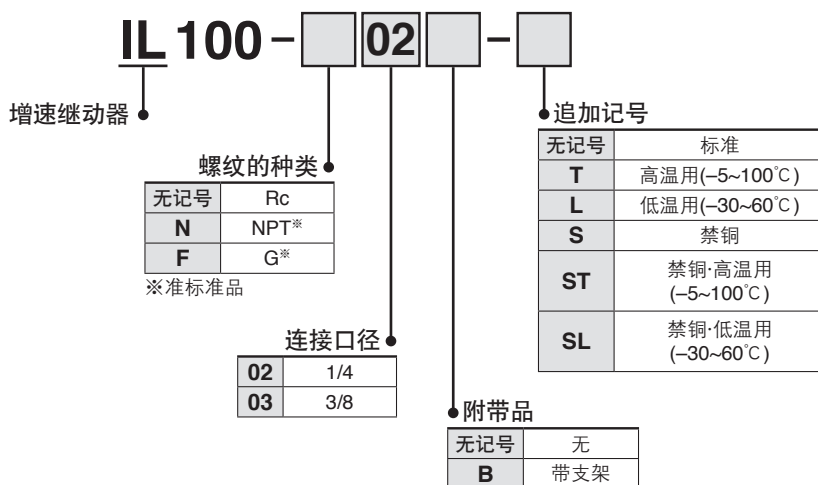 IL 100-02-
增速继动器
螺纹的种类
无记号 Rc
N NPT※
F G※
※准标准品
连接口径
02 1/4
03 3/8
附带品
无记号 无
B 带支架
追加记号
无记号 标准
T 高温用(–5~100℃)
L 低温用(–30~60℃)
S 禁铜
ST 禁铜·高温用
(–5~100℃)
SL 禁铜·低温用
(–30~60℃)